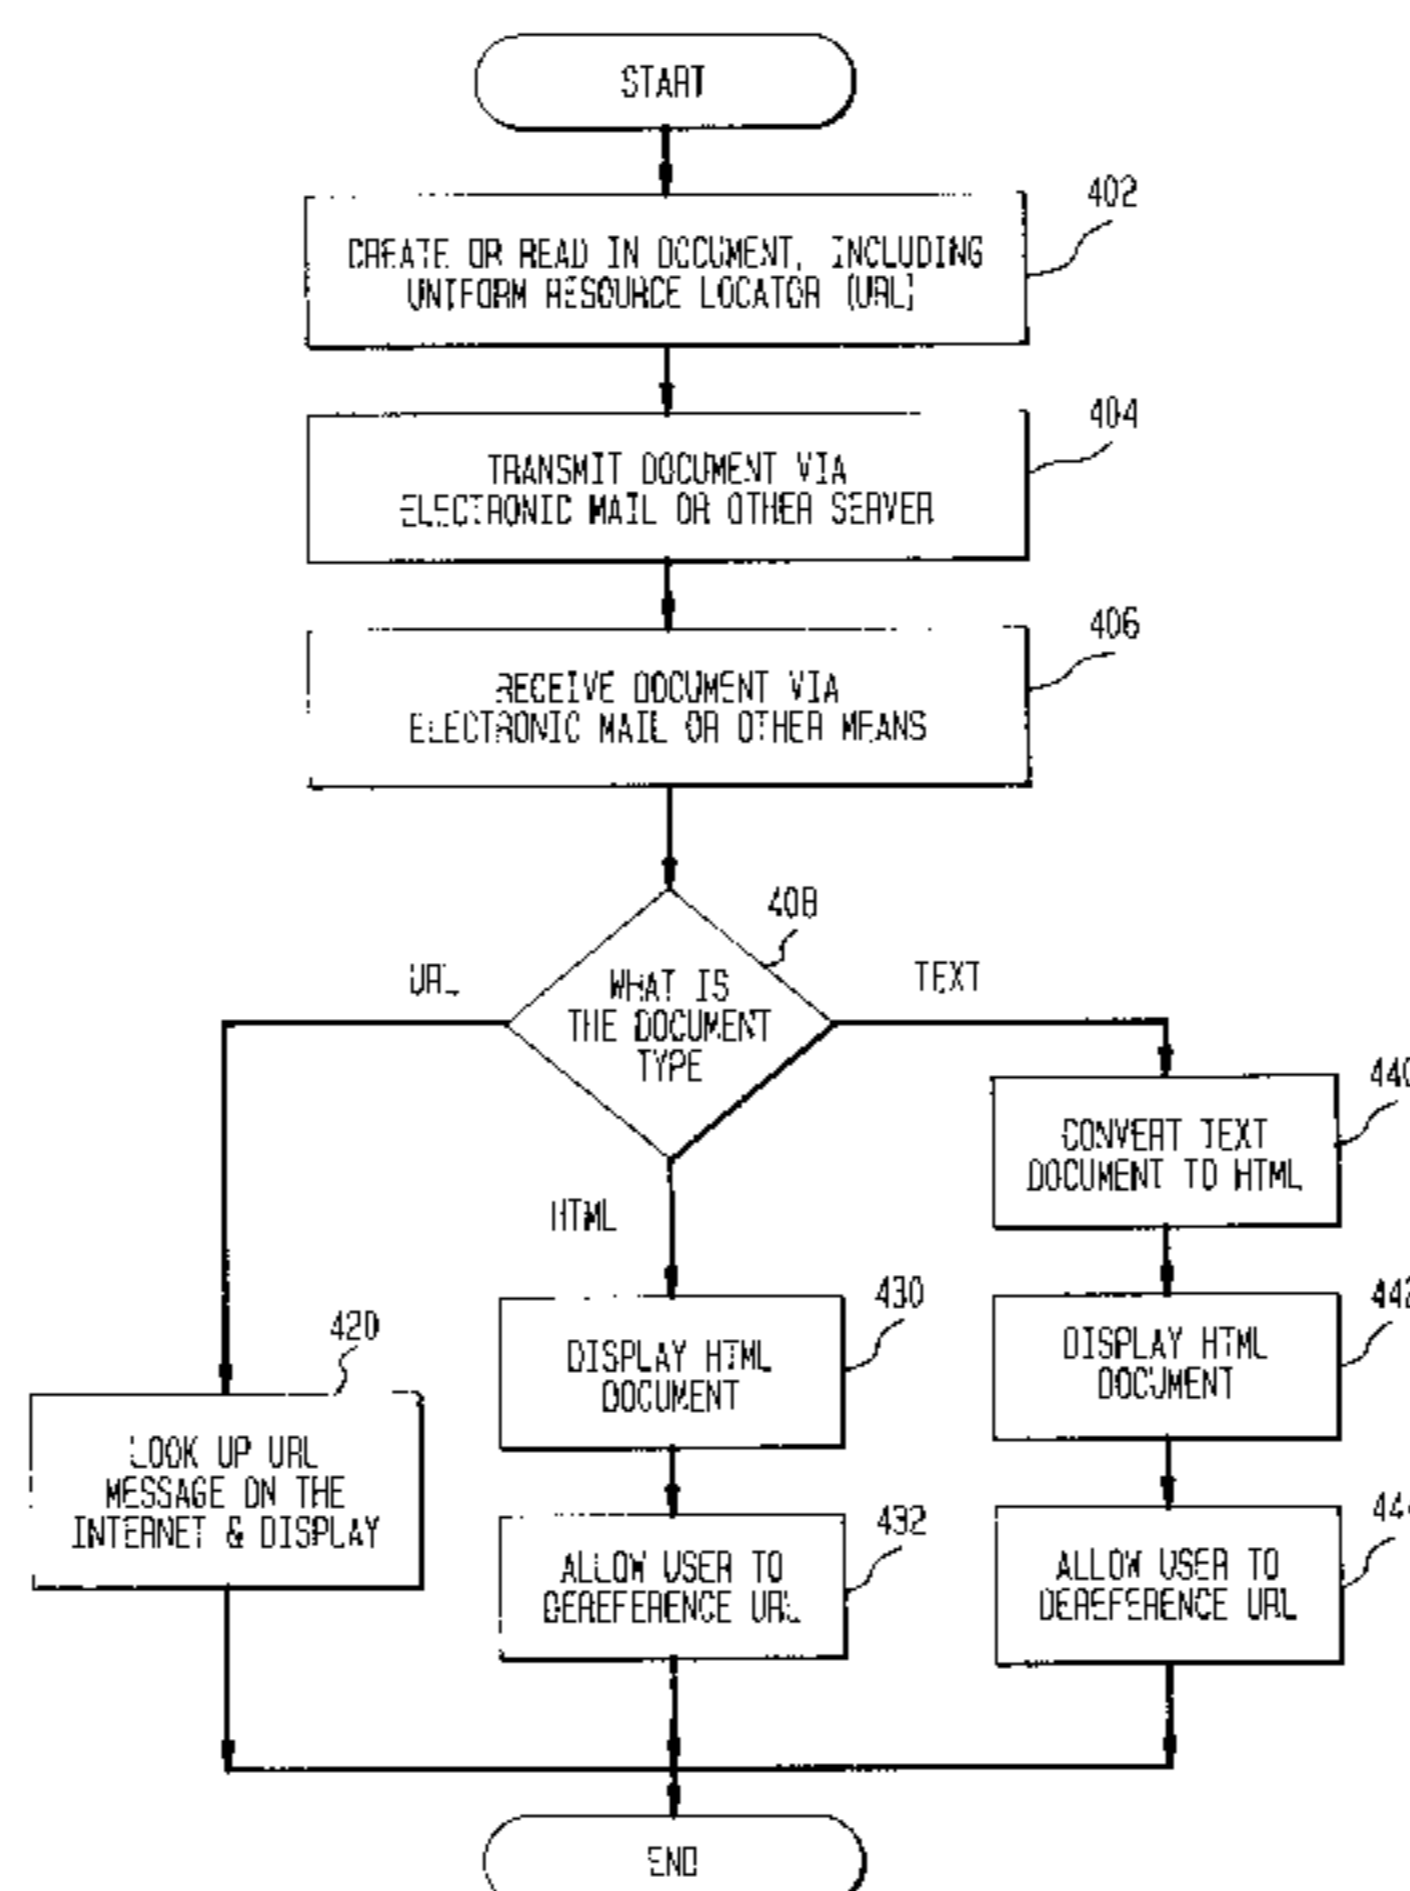 START
402
CREATE OR READ IN DOCUMENT, INCLUDING
UNIFORM RESOURCE LOCATOR (URL)
404
TRANSMIT DOCUMENT VIA
ELECTRONIC MAIL OR OTHER SERVER
406
RECEIVE DOCUMENT VIA
ELECTRONIC MAIL OR OTHER MEANS
408
URL
WHAT IS
THE DOCUMENT
TYPE
TEXT
HTML
420
LOOK UP URL
MESSAGE ON THE
INTERNET & DISPLAY
430
DISPLAY HTML
DOCUMENT
432
ALLOW USER TO
DEREFERENCE URL
440
CONVERT TEXT
DOCUMENT TO HTML
442
DISPLAY HTML
DOCUMENT
ALLOW USER TO
DEREFERENCE URL
END